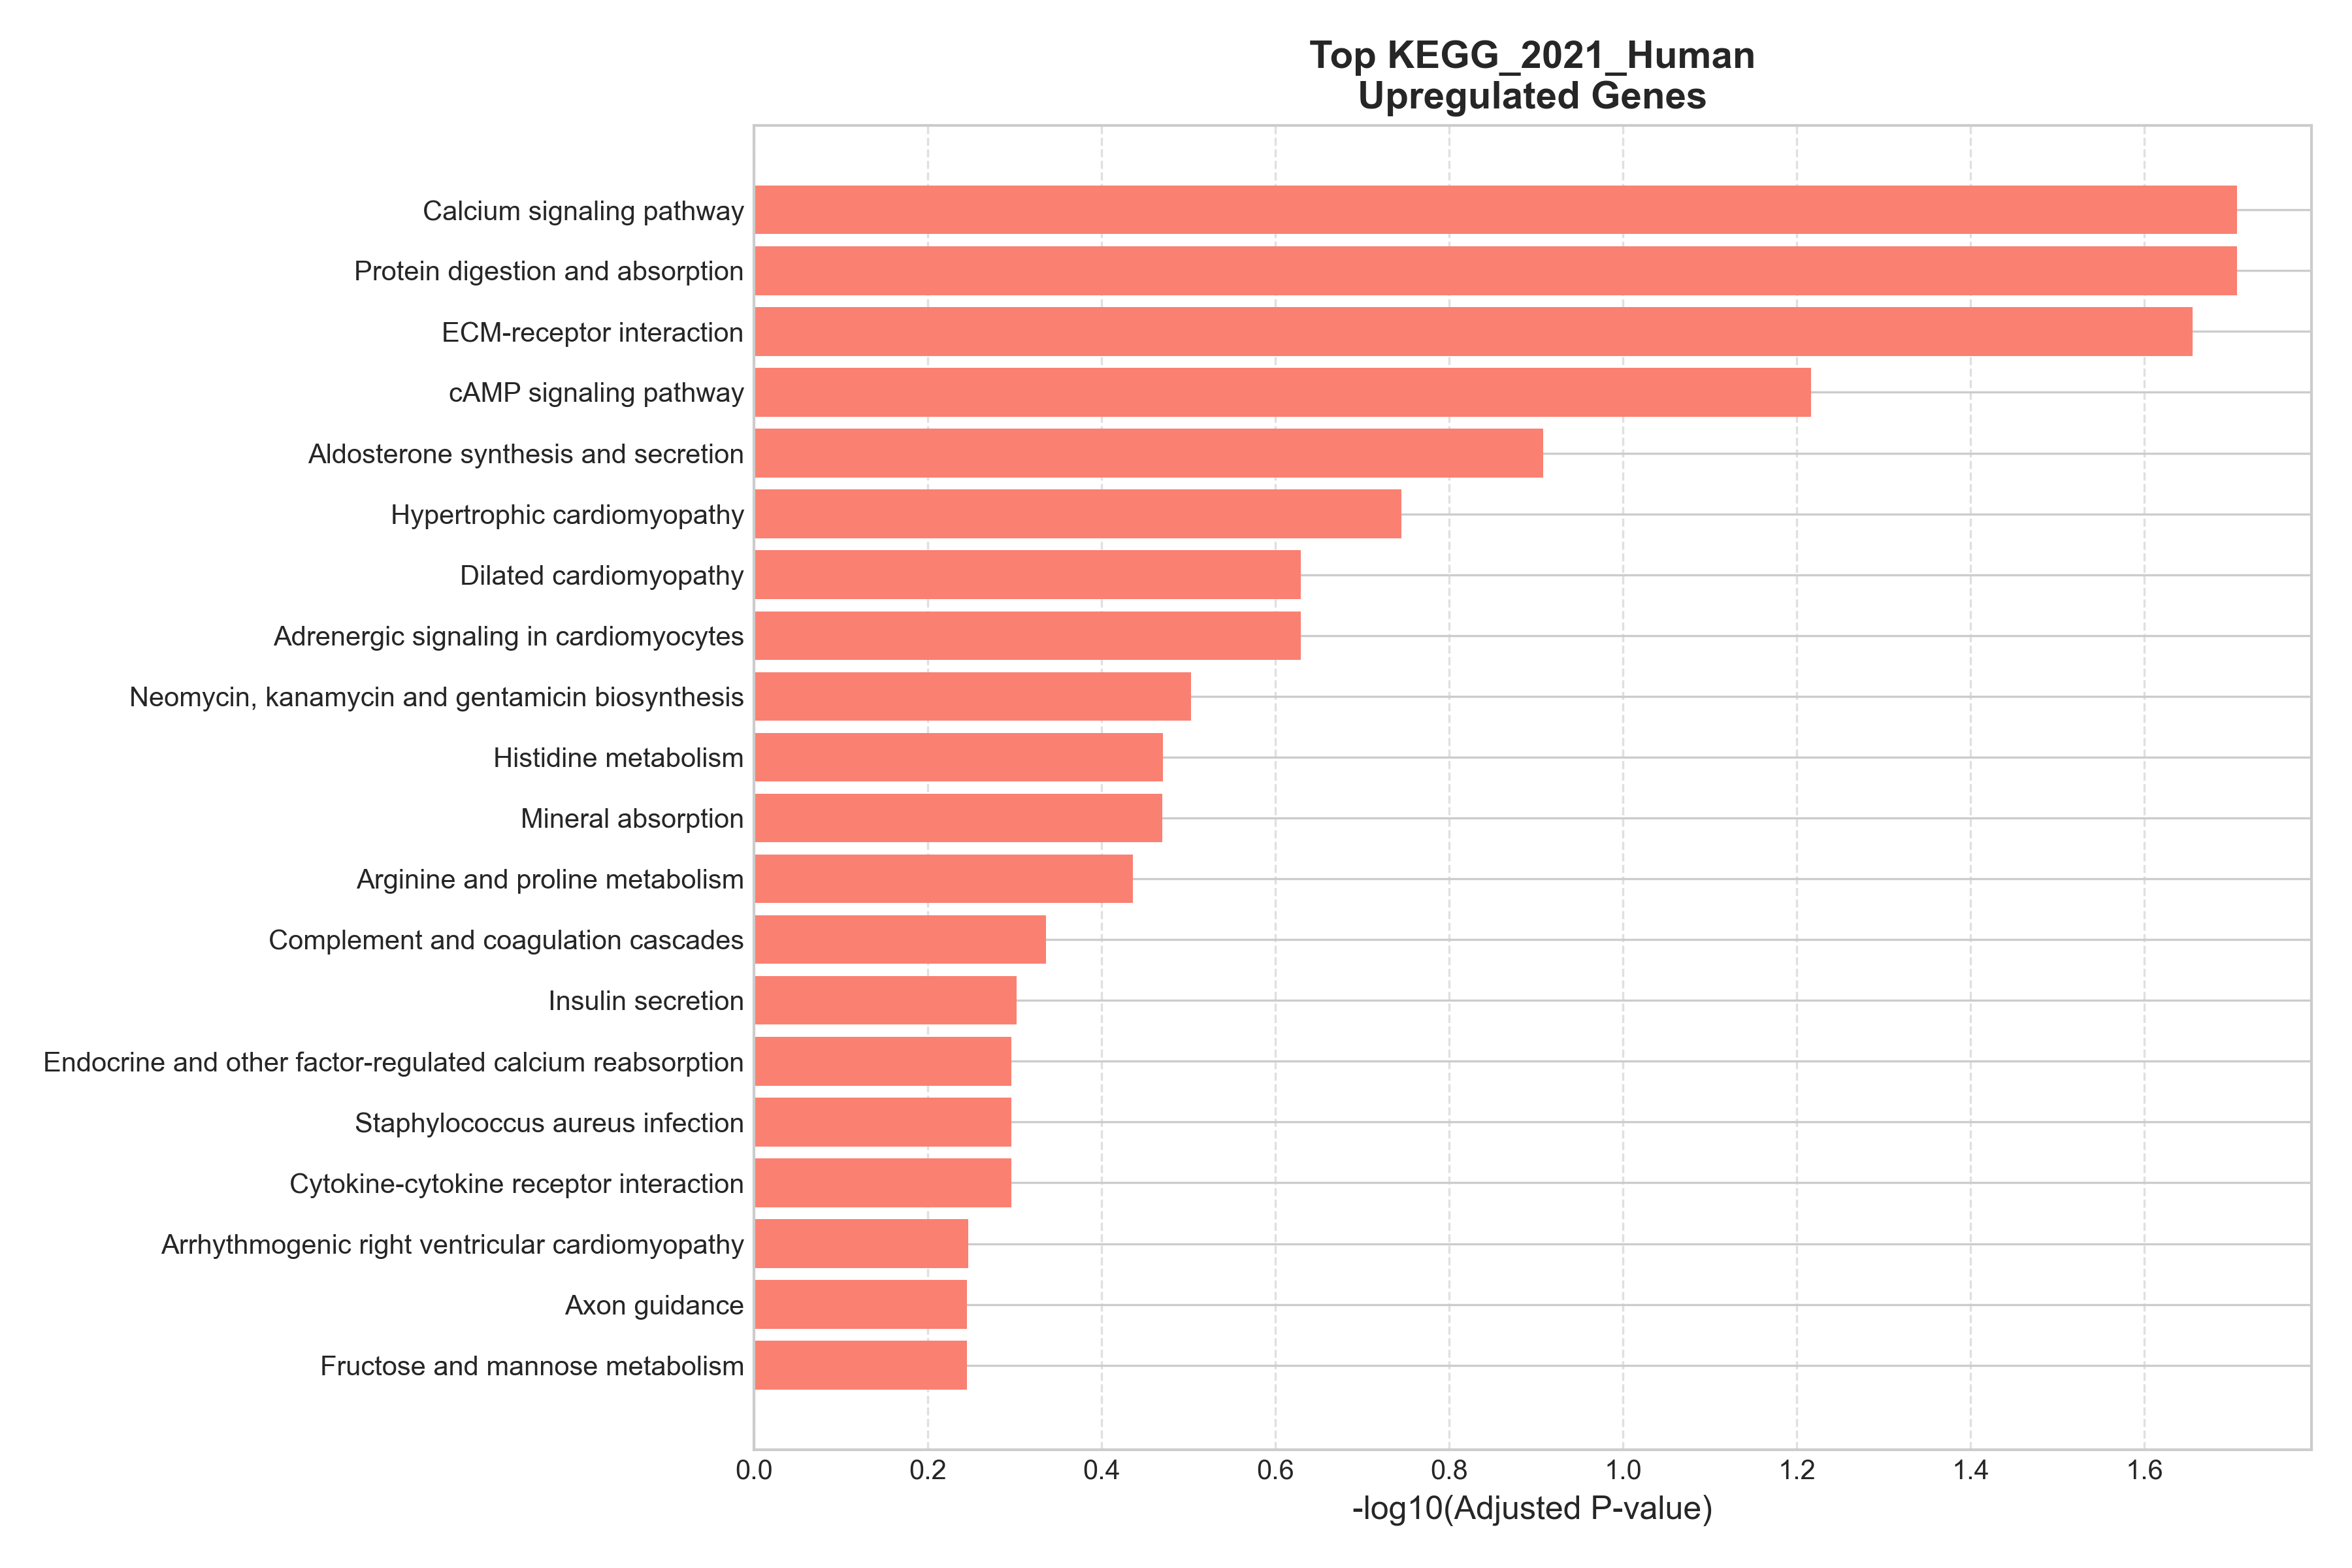 Top KEGG_2021_Human
Upregulated Genes
Calcium signaling pathway
Protein digestion and absorption
ECM-receptor interaction
cAMP signaling pathway
Aldosterone synthesis and secretion
Hypertrophic cardiomyopathy
Dilated cardiomyopathy
Adrenergic signaling in cardiomyocytes
Neomycin, kanamycin and gentamicin biosynthesis
Histidine metabolism
Mineral absorption
Arginine and proline metabolism
Complement and coagulation cascades
Insulin secretion
Endocrine and other factor-regulated calcium reabsorption
Staphylococcus aureus infection
Cytokine-cytokine receptor interaction
Arrhythmogenic right ventricular cardiomyopathy
Axon guidance
Fructose and mannose metabolism
0.0 0.2 0.4 0.6 0.8 1.0 1.2 1.4 1.6
-log10(Adjusted P-value)